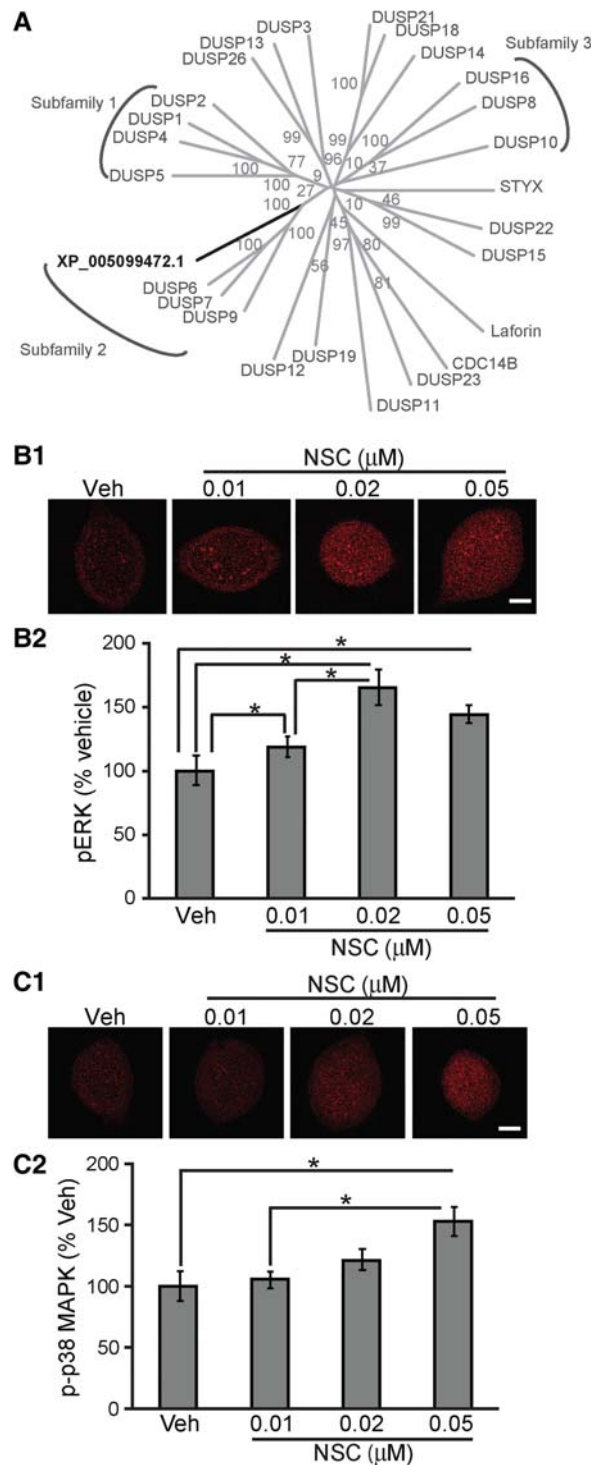 A
DUSP21
DUSP3
DUSP18
DUSP13
DUSP14
Subfamily 3
DUSP26
DUSP16
Subfamily 1
DUSP2
100
DUSP8
DUSP1
DUSP4
99
99
100
DUSP10
77
96
10
37
DUSP5
100
9
STYX
100
27
46
100
10
DUSP22
100
45
99
XP_005099472.1
100
97
80
DUSP15
DUSP6
56
81
DUSP7
DUSP9
Laforin
Subfamily 2
DUSP19
CDC14B
DUSP12
DUSP23
DUSP11
B1
NSC (μM)
Veh
0.01
0.02
0.05
B2
200
150
100
50
0
pERK (% vehicle)
*
*
*
*
Veh
0.01
0.02
0.05
NSC (μM)
C1
NSC (μM)
Veh
0.01
0.02
0.05
C2
200
150
100
50
0
p-p38 MAPK (% Veh)
*
*
Veh
0.01
0.02
0.05
NSC (μM)